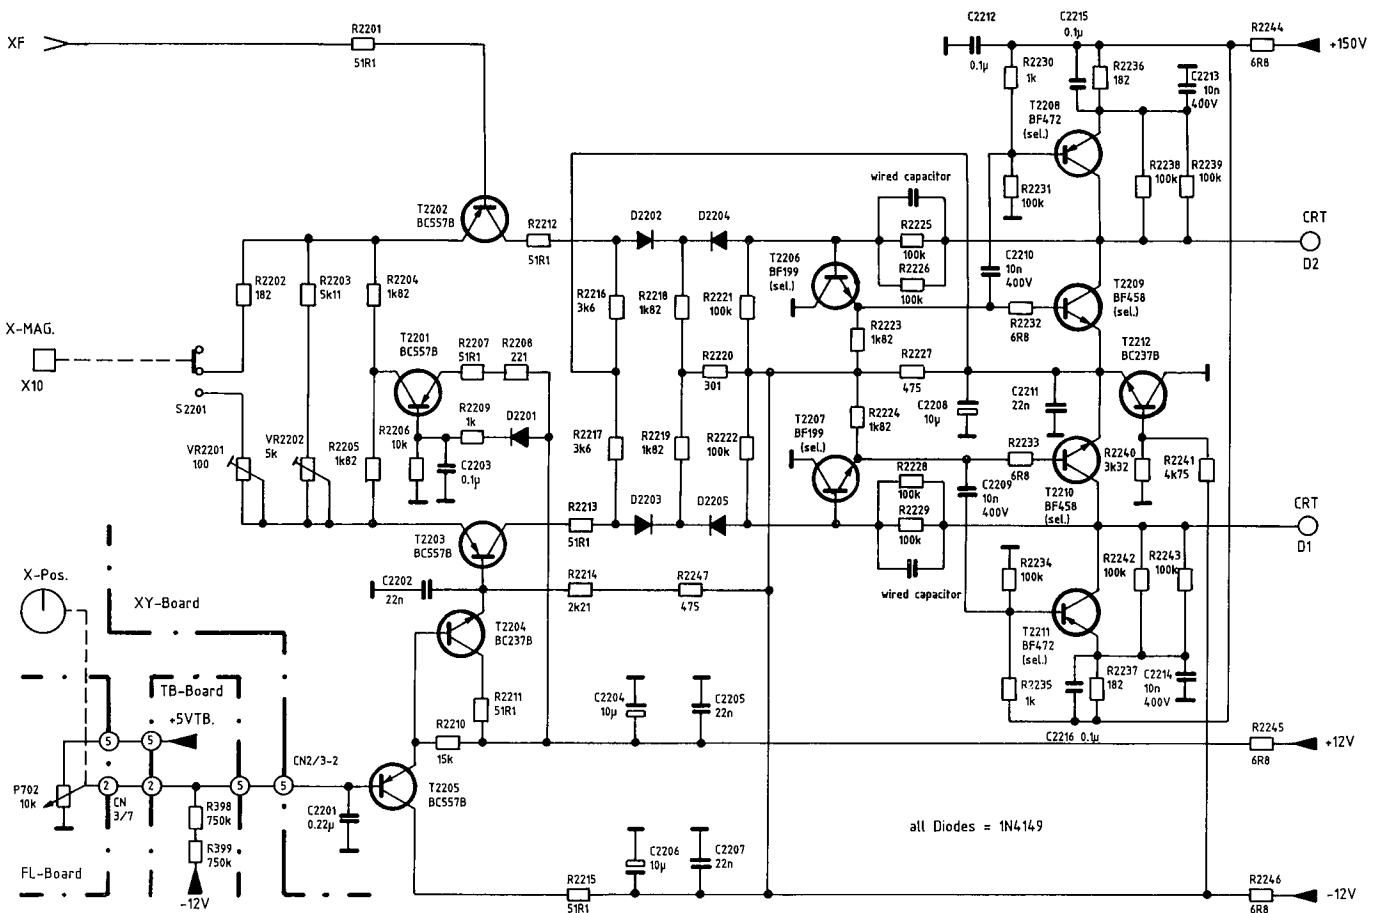 XF
R2201
51R1
C2212
0.1µ
C2215
0.1µ
R2244
6R8
+150V
R2230
1k
R2236
182
C2213
10n
400V
T2208
BF472
(sel.)
R2231
100k
R2238
100k
R2239
100k
wired capacitor
T2202
BC557B
R2212
51R1
D2202
D2204
R2225
100k
R2226
100k
CRT
D2
T2206
BF199
(sel.)
C2210
10n
400V
T2209
BF458
(sel.)
R2202
182
R2203
5k11
R2204
1k82
R2216
3k6
R2218
1k82
R2221
100k
R2232
6R8
X-MAG.
X10
S2201
T2201
BC557B
R2207
51R1
R2208
221
R2223
1k82
R2220
301
R2227
475
T2212
BC237B
R2206
10k
R2209
1k
D2201
C2203
0.1µ
C2208
10µ
C2211
22n
T2207
BF199
(sel.)
R2224
1k82
VR2201
100
VR2202
5k
R2205
1k82
R2217
3k6
R2219
1k82
R2222
100k
R2233
6R8
R2240
3k32
R2241
4k75
T2210
BF458
(sel.)
R2228
100k
C2209
10n
400V
R2213
51R1
D2203
D2205
R2229
100k
CRT
D1
T2203
BC557B
X-Pos.
XY-Board
C2202
22n
R2214
2k21
R2247
475
wired capacitor
R2234
100k
R2242
100k
R2243
100k
T2204
BC237B
T2211
BF472
(sel.)
R2235
1k
R2237
182
C2214
10n
400V
TB-Board
+5VTB.
R2211
51R1
C2204
10µ
C2205
22n
5
5
R2210
15k
C2216 0.1µ
R2245
6R8
+12V
CN2/3-2
P702
10k
2
2
5
5
CN
3/7
R398
750k
R399
750k
C2201
0.22µ
T2205
BC557B
all Diodes = 1N4149
C2206
10µ
C2207
22n
FL-Board
-12V
R2215
51R1
R2246
6R8
-12V